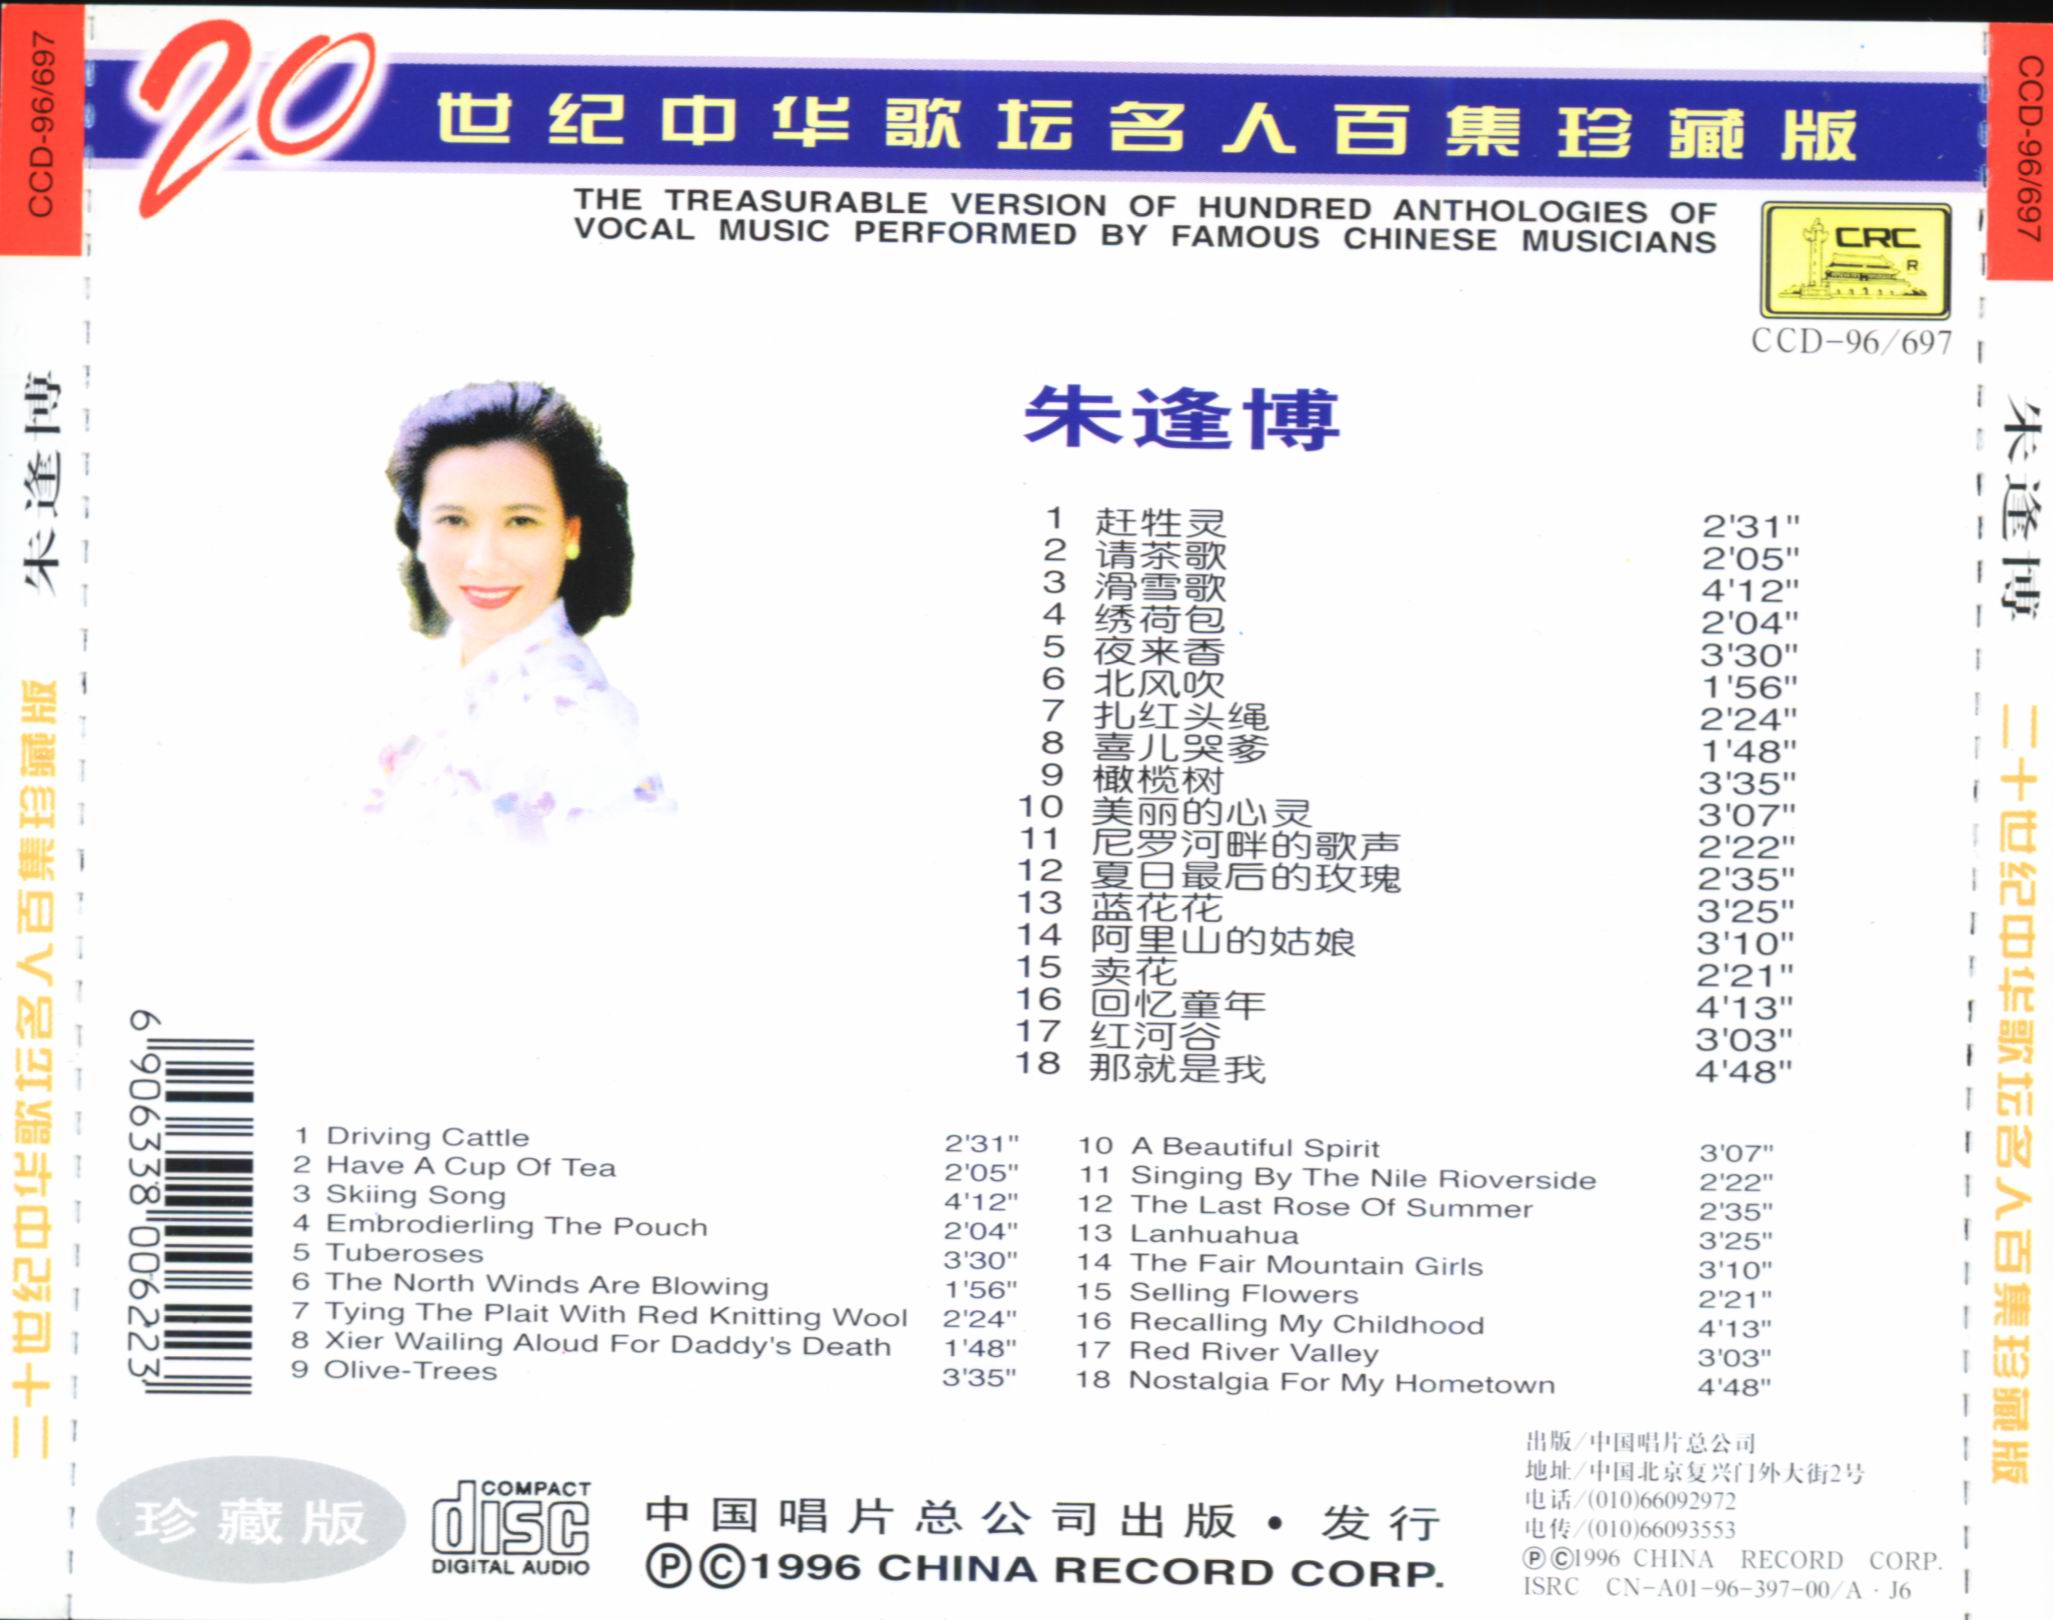 CCD-96/697
朱逢博
二十世纪中华歌坛名人百集珍藏版
20 世纪中华歌坛名人百集珍藏版
THE TREASURABLE VERSION OF HUNDRED ANTHOLOGIES OF
VOCAL MUSIC PERFORMED BY FAMOUS CHINESE MUSICIANS
CRC
R
CCD-96/697
朱逢博
1 赶牲灵 2'31"
2 请茶歌 2'05"
3 滑雪歌 4'12"
4 绣荷包 2'04"
5 夜来香 3'30"
6 北风吹 1'56"
7 扎红头绳 2'24"
8 喜儿哭爹 1'48"
9 橄榄树 3'35"
10 美丽的心灵 3'07"
11 尼罗河畔的歌声 2'22"
12 夏日最后的玫瑰 2'35"
13 蓝花花 3'25"
14 阿里山的姑娘 3'10"
15 卖花 2'21"
16 回忆童年 4'13"
17 红河谷 3'03"
18 那就是我 4'48"
6 906338 006223
1 Driving Cattle 2'31"
2 Have A Cup Of Tea 2'05"
3 Skiing Song 4'12"
4 Embrodierling The Pouch 2'04"
5 Tuberoses 3'30"
6 The North Winds Are Blowing 1'56"
7 Tying The Plait With Red Knitting Wool 2'24"
8 Xier Wailing Aloud For Daddy's Death 1'48"
9 Olive-Trees 3'35"
10 A Beautiful Spirit 3'07"
11 Singing By The Nile Rioverside 2'22"
12 The Last Rose Of Summer 2'35"
13 Lanhuahua 3'25"
14 The Fair Mountain Girls 3'10"
15 Selling Flowers 2'21"
16 Recalling My Childhood 4'13"
17 Red River Valley 3'03"
18 Nostalgia For My Hometown 4'48"
珍藏版
COMPACT
disc
DIGITAL AUDIO
中国唱片总公司出版·发行
ⓅⒸ1996 CHINA RECORD CORP.
出版/中国唱片总公司
地址/中国北京复兴门外大街2号
电话/(010)66092972
电传/(010)66093553
ⓅⒸ1996 CHINA RECORD CORP.
ISRC CN-A01-96-397-00/A·J6
CCD-96/697
朱逢博
二十世纪中华歌坛名人百集珍藏版